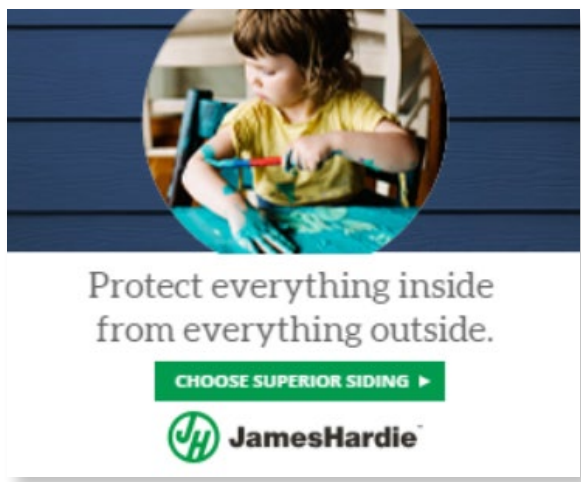 Protect everything inside
from everything outside.
CHOOSE SUPERIOR SIDING
JH JamesHardie